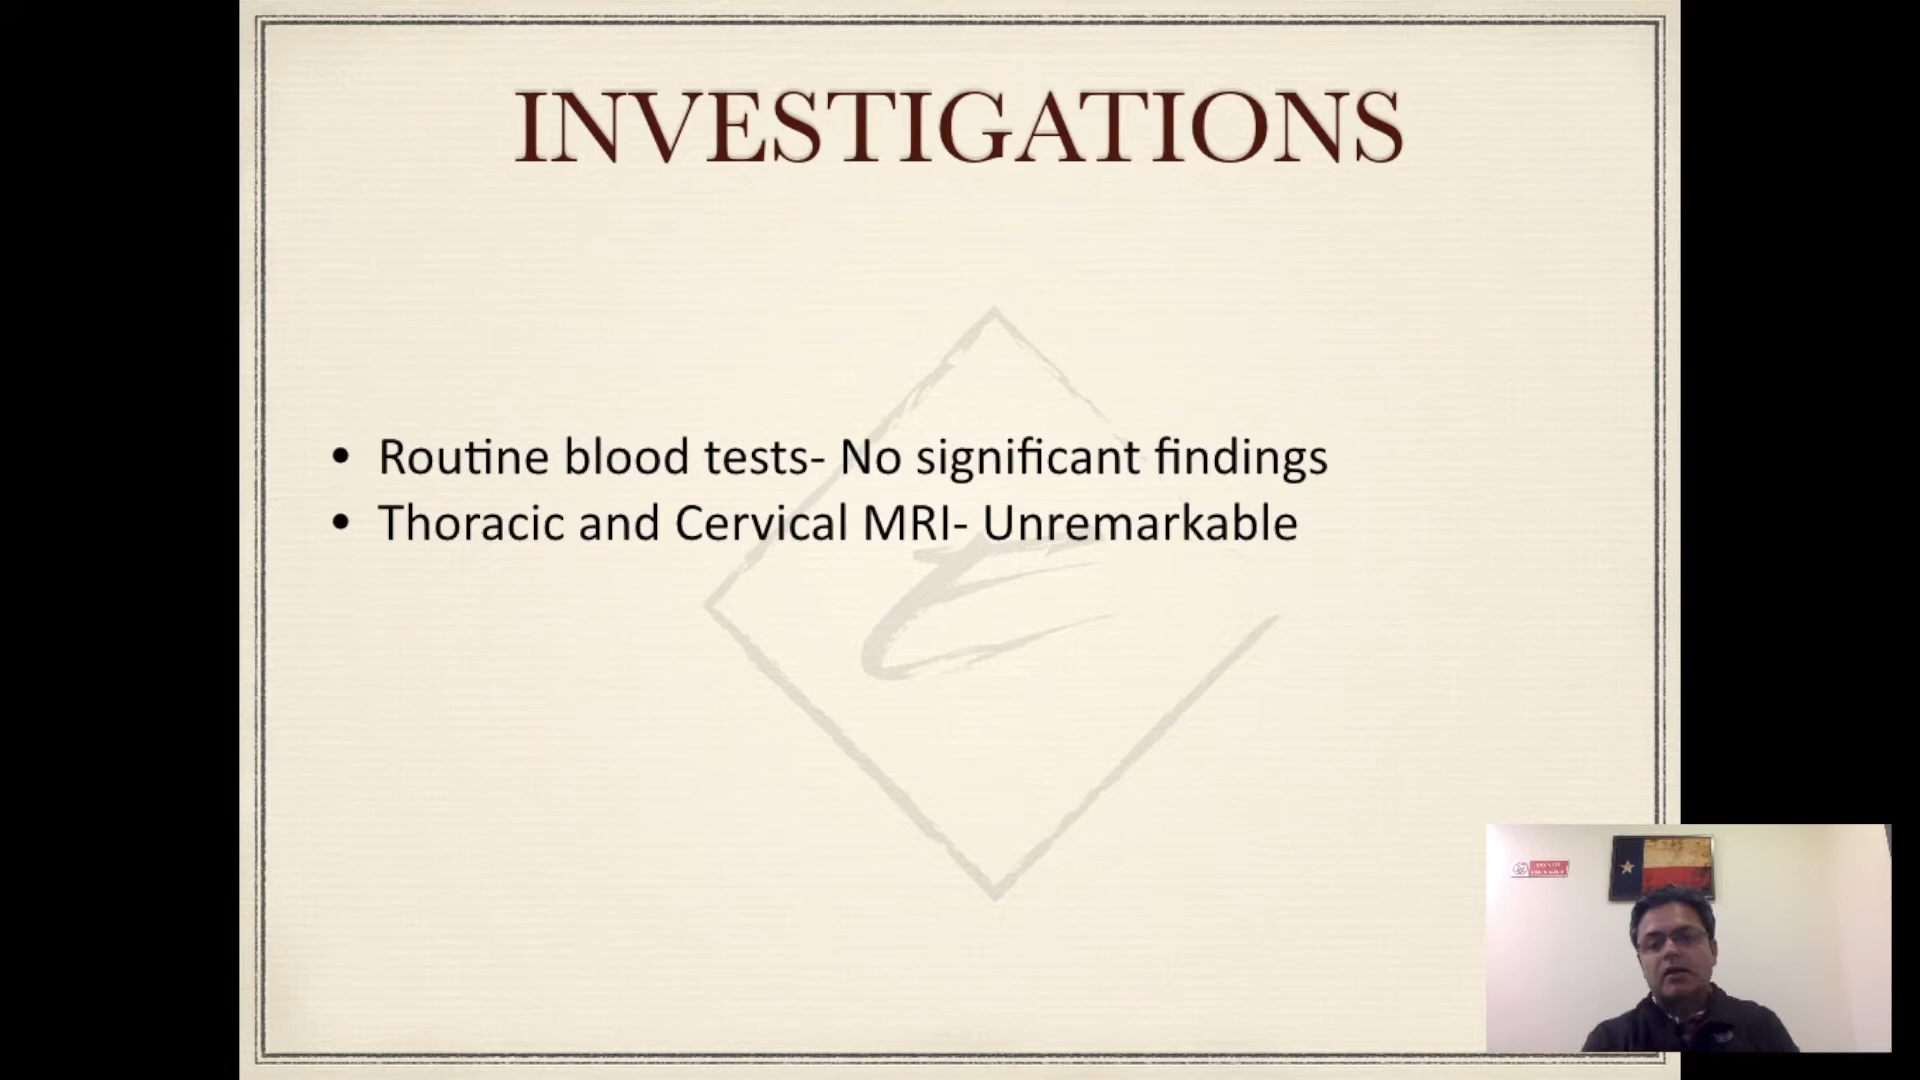 INVESTIGATIONS
• Routine blood tests- No significant findings
• Thoracic and Cervical MRI- Unremarkable